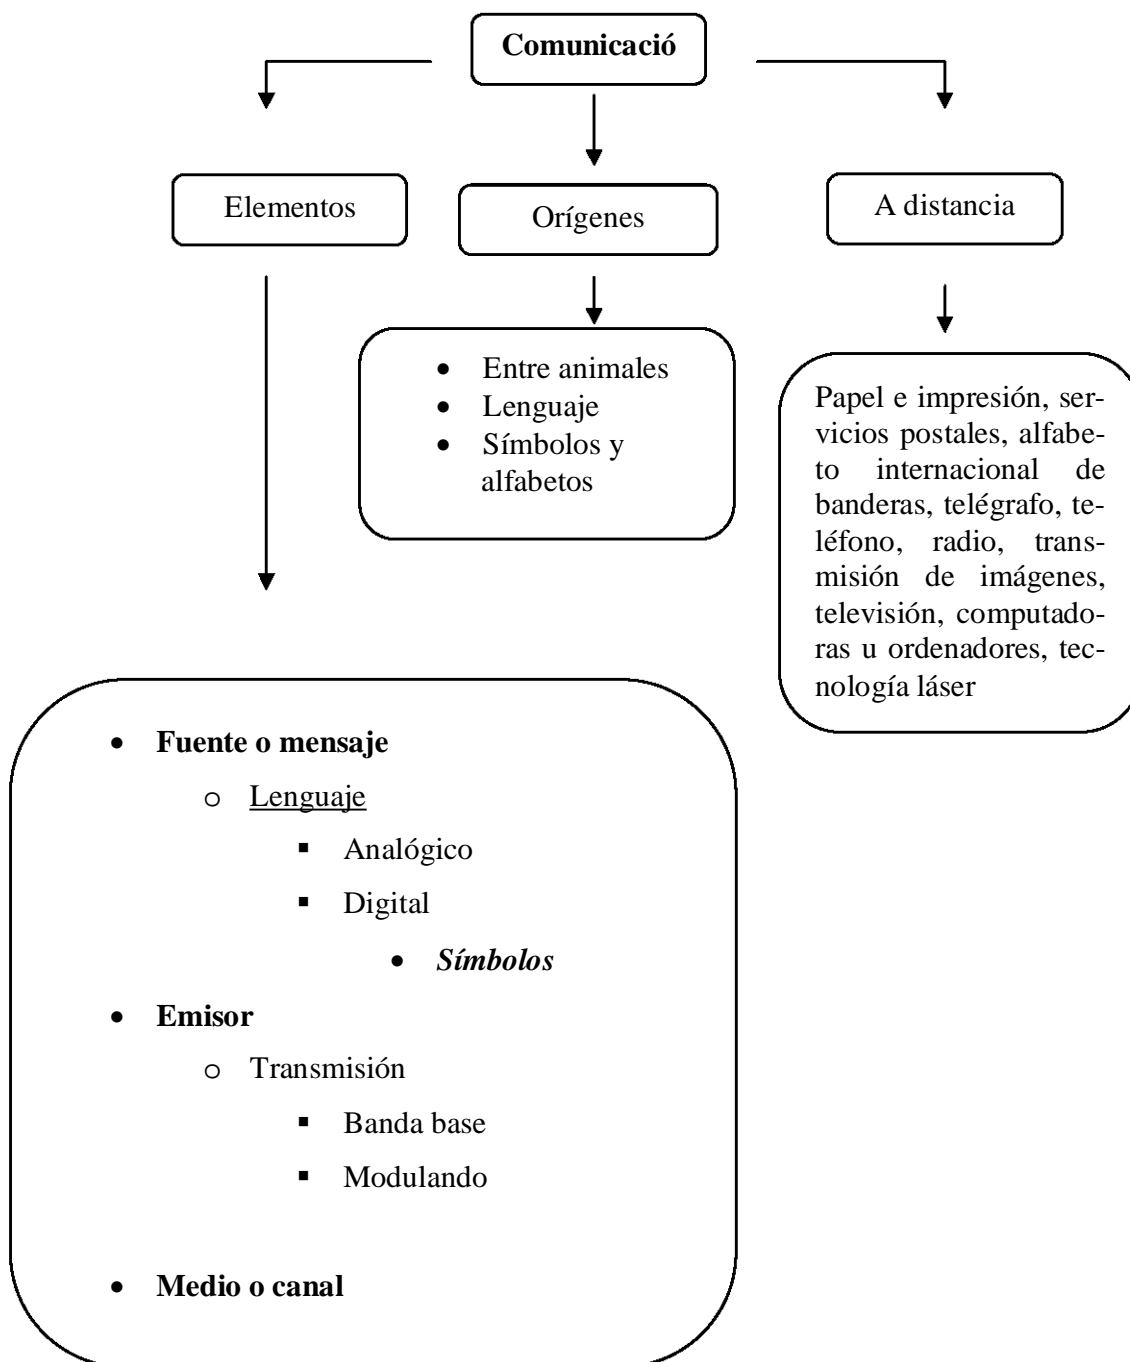 Comunicació
Elementos
Orígenes
A distancia
• Entre animales
• Lenguaje
• Símbolos y
alfabetos
Papel e impresión, ser-
vicios postales, alfabe-
to internacional de
banderas, telégrafo, te-
léfono, radio, trans-
misión de imágenes,
televisión, computado-
ras u ordenadores, tec-
nología láser
• Fuente o mensaje
o Lenguaje
▪ Analógico
▪ Digital
• Símbolos
• Emisor
o Transmisión
▪ Banda base
▪ Modulando
• Medio o canal